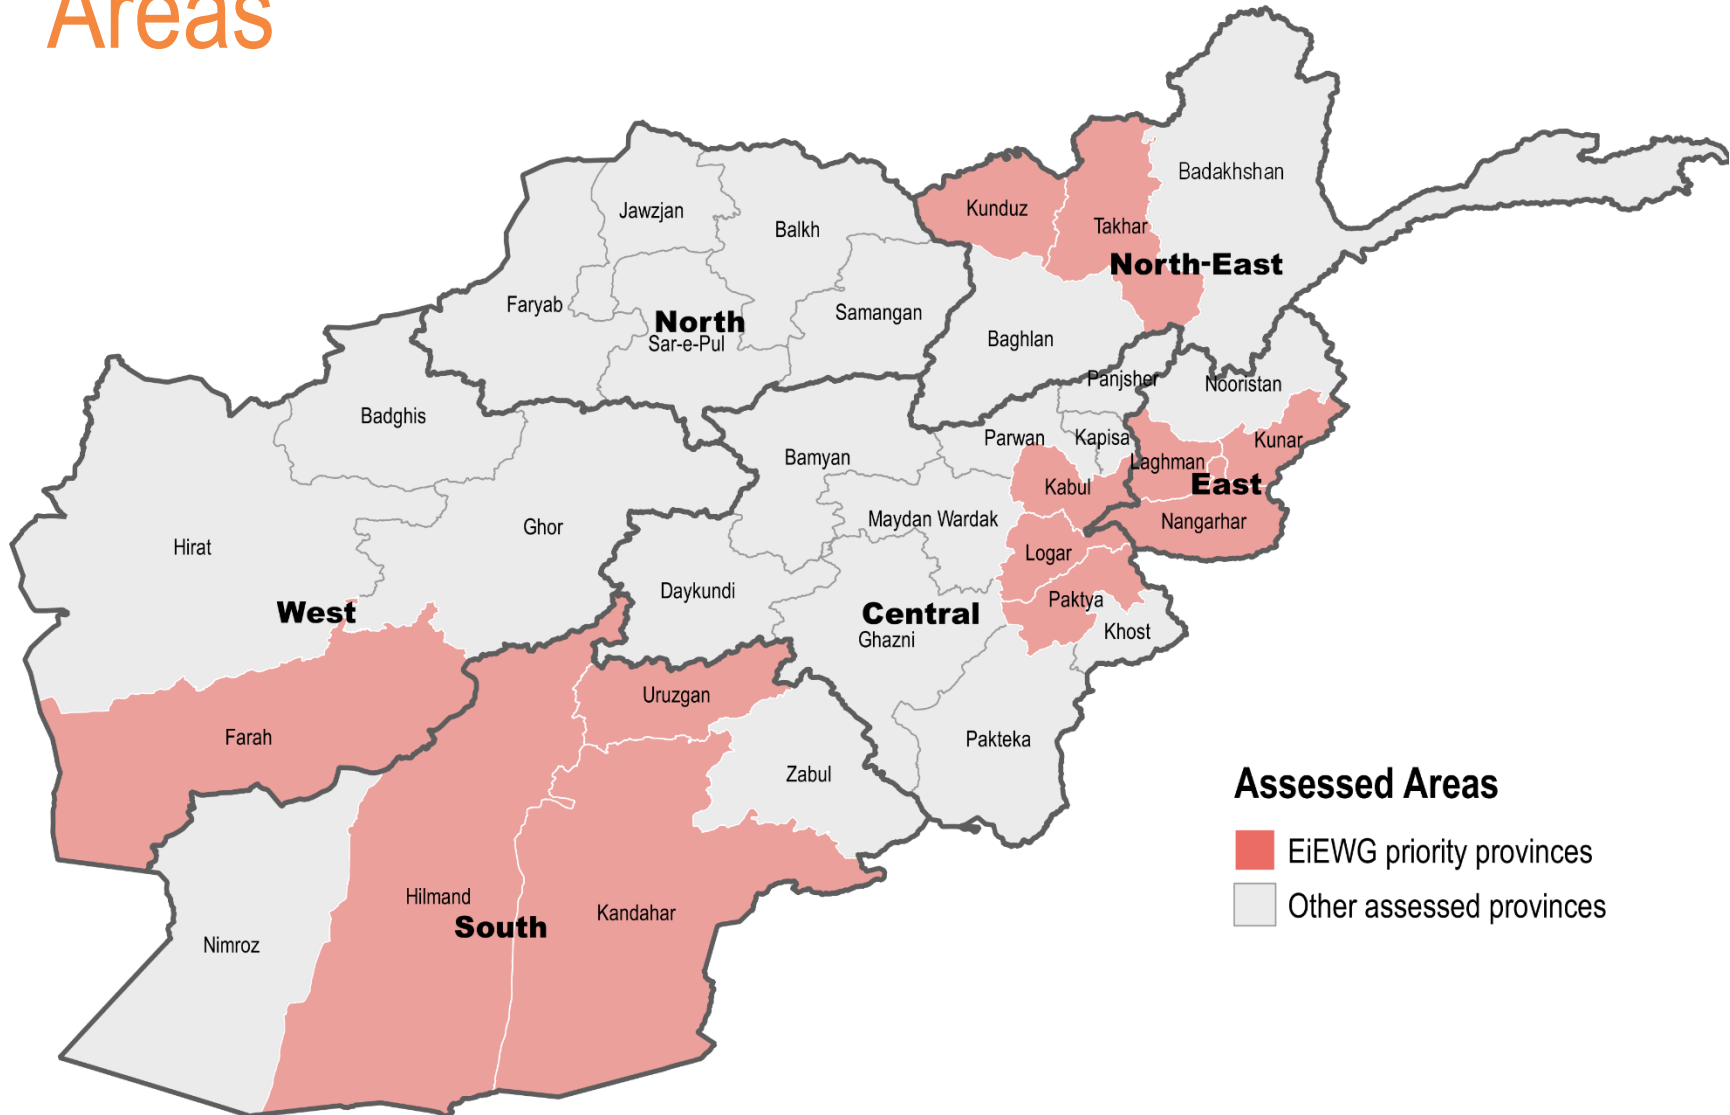 Areas
Badakhshan
Kunduz
Jawzjan
Takhar
Balkh
North-East
Faryab
Samangan
North
Baghlan
Sar-e-Pul
Panjsher
Nooristan
Badghis
Parwan
Kapisa
Kunar
Bamyan
Laghman
Kabul
East
Maydan Wardak
Nangarhar
Ghor
Hirat
Logar
Daykundi
Paktya
West
Central
Khost
Ghazni
Uruzgan
Farah
Pakteka
Zabul
Assessed Areas
EiEWG priority provinces
Hilmand
Other assessed provinces
Kandahar
South
Nimroz